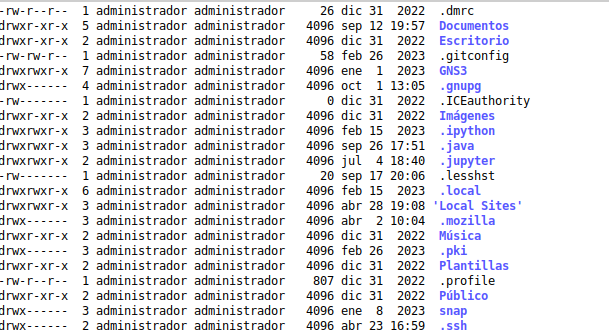 -rw-r--r--  1 administrador administrador    26 dic 31  2022  .dmrc
drwxr-xr-x  5 administrador administrador  4096 sep 12 19:57  Documentos
drwxr-xr-x  2 administrador administrador  4096 dic 31  2022  Escritorio
-rw-rw-r--  1 administrador administrador    58 feb 26  2023  .gitconfig
drwxrwxr-x  7 administrador administrador  4096 ene  1  2023  GNS3
drwx------  4 administrador administrador  4096 oct  1 13:05  .gnupg
-rw-------  1 administrador administrador     0 dic 31  2022  .ICEauthority
drwxr-xr-x  2 administrador administrador  4096 dic 31  2022  Imágenes
drwxrwxr-x  3 administrador administrador  4096 feb 15  2023  .ipython
drwxrwxr-x  3 administrador administrador  4096 sep 26 17:51  .java
drwxrwxr-x  2 administrador administrador  4096 jul  4 18:40  .jupyter
-rw-------  1 administrador administrador    20 sep 17 20:06  .lesshst
drwxrwxr-x  6 administrador administrador  4096 feb 15  2023  .local
drwxrwxr-x  3 administrador administrador  4096 abr 28 19:08 'Local Sites'
drwx------  3 administrador administrador  4096 abr  2 10:04  .mozilla
drwxr-xr-x  2 administrador administrador  4096 dic 31  2022  Música
drwx------  3 administrador administrador  4096 feb 26  2023  .pki
drwxr-xr-x  2 administrador administrador  4096 dic 31  2022  Plantillas
-rw-r--r--  1 administrador administrador   807 dic 31  2022  .profile
drwxr-xr-x  2 administrador administrador  4096 dic 31  2022  Público
drwx------  3 administrador administrador  4096 ene  8  2023  snap
drwx------  2 administrador administrador  4096 abr 23 16:59  .ssh